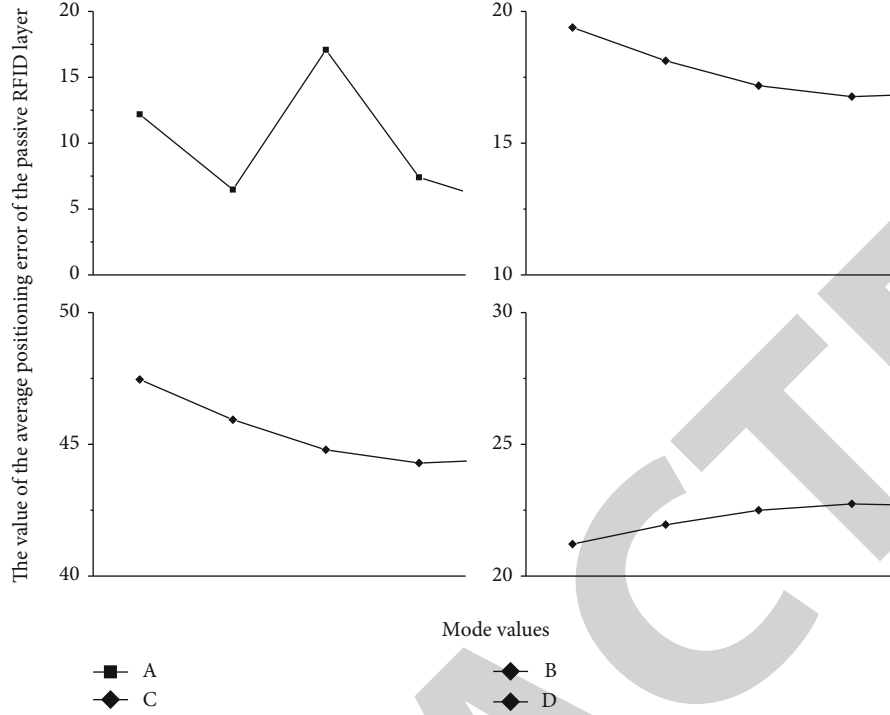 The value of the average positioning error of the passive RFID layer
20
15
10
5
0
20
15
10
50
45
40
30
25
20
Mode values
A
B
C
D